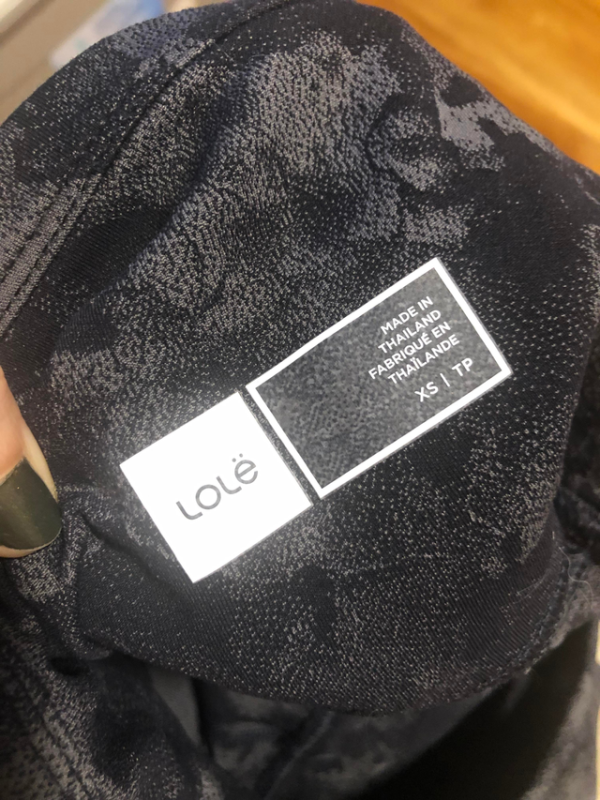 LOLË
MADE IN
THAILAND
FABRIQUÉ EN
THAÏLANDE
XS | TP